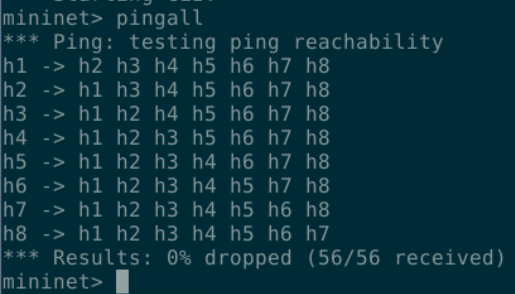 mininet> pingall
*** Ping: testing ping reachability
h1 -> h2 h3 h4 h5 h6 h7 h8
h2 -> h1 h3 h4 h5 h6 h7 h8
h3 -> h1 h2 h4 h5 h6 h7 h8
h4 -> h1 h2 h3 h5 h6 h7 h8
h5 -> h1 h2 h3 h4 h6 h7 h8
h6 -> h1 h2 h3 h4 h5 h7 h8
h7 -> h1 h2 h3 h4 h5 h6 h8
h8 -> h1 h2 h3 h4 h5 h6 h7
*** Results: 0% dropped (56/56 received)
mininet>